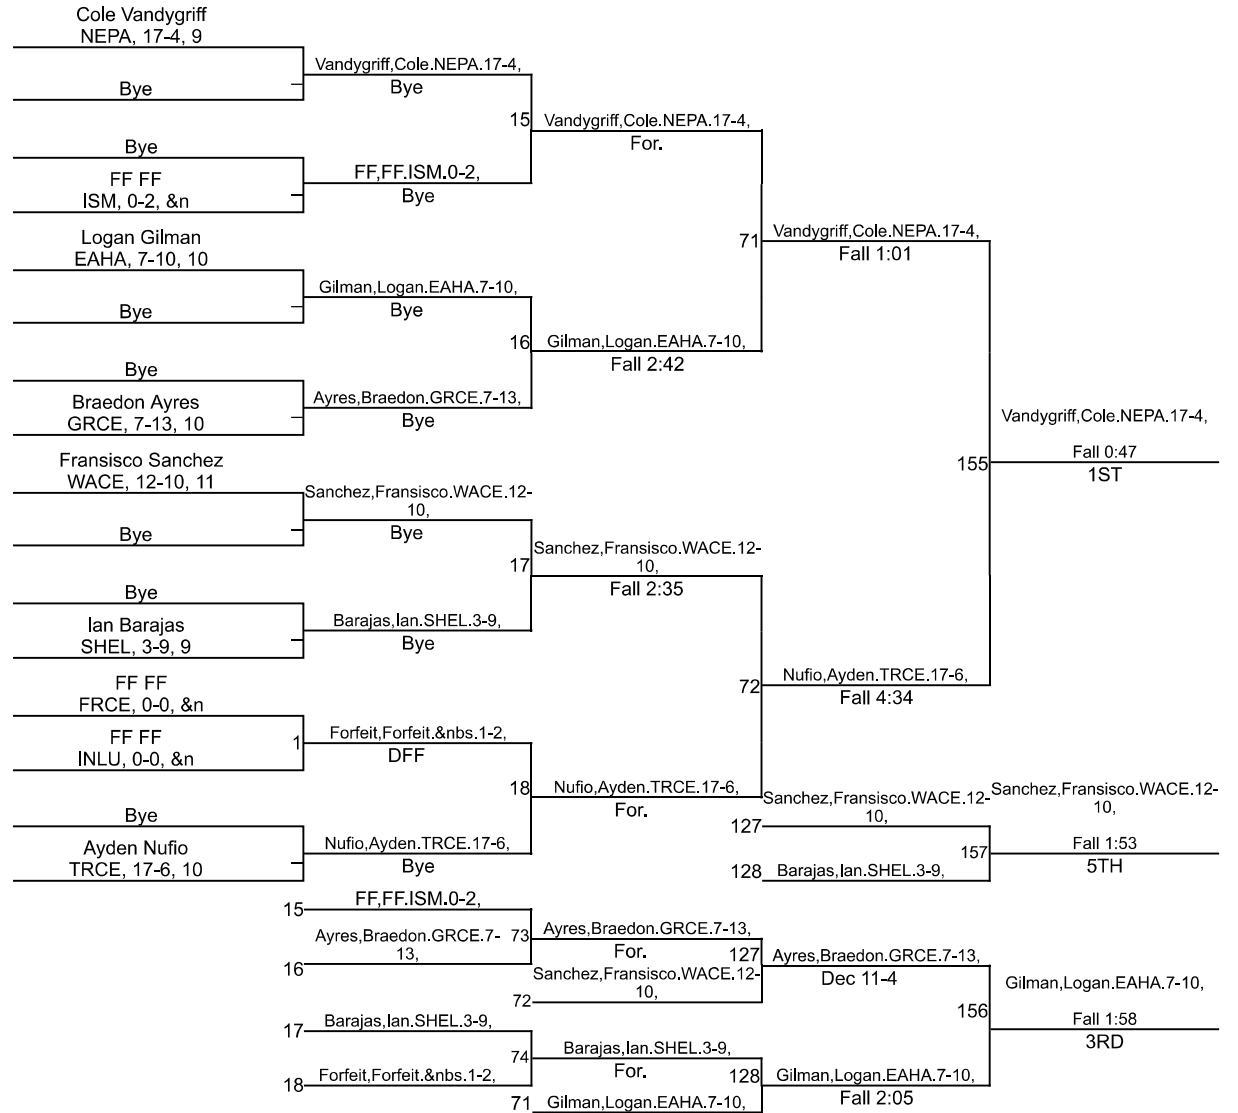 Cole Vandygriff
NEPA, 17-4, 9
Vandygriff,Cole.NEPA.17-4,
Bye
Bye
15
Vandygriff,Cole.NEPA.17-4,
For.
Bye
FF FF
ISM, 0-2, &n
FF,FF.ISM.0-2,
Bye
Logan Gilman
EAHA, 7-10, 10
71
Vandygriff,Cole.NEPA.17-4,
Fall 1:01
Gilman,Logan.EAHA.7-10,
Bye
Bye
16
Gilman,Logan.EAHA.7-10,
Fall 2:42
Bye
Braedon Ayres
GRCE, 7-13, 10
Ayres,Braedon.GRCE.7-13,
Bye
Vandygriff,Cole.NEPA.17-4,
155
Fall 0:47
1ST
Fransisco Sanchez
WACE, 12-10, 11
Sanchez,Fransisco.WACE.12-
10,
Bye
Bye
17
Sanchez,Fransisco.WACE.12-
10,
Fall 2:35
Bye
Ian Barajas
SHEL, 3-9, 9
Barajas,Ian.SHEL.3-9,
Bye
FF FF
FRCE, 0-0, &n
72
Nufio,Ayden.TRCE.17-6,
Fall 4:34
FF FF
INLU, 0-0, &n
1
Forfeit,Forfeit.&nbs.1-2,
DFF
18
Nufio,Ayden.TRCE.17-6,
For.
Bye
Ayden Nufio
TRCE, 17-6, 10
Nufio,Ayden.TRCE.17-6,
Bye
Sanchez,Fransisco.WACE.12-
10,
127
128
Barajas,Ian.SHEL.3-9,
157
Sanchez,Fransisco.WACE.12-
10,
Fall 1:53
5TH
15
FF,FF.ISM.0-2,
Ayres,Braedon.GRCE.7-
13,
16
73
Ayres,Braedon.GRCE.7-13,
For.
127
Sanchez,Fransisco.WACE.12-
10,
72
Ayres,Braedon.GRCE.7-13,
Dec 11-4
156
Gilman,Logan.EAHA.7-10,
Fall 1:58
3RD
17
Barajas,Ian.SHEL.3-9,
74
Barajas,Ian.SHEL.3-9,
For.
18
Forfeit,Forfeit.&nbs.1-2,
128
Gilman,Logan.EAHA.7-10,
Fall 2:05
71
Gilman,Logan.EAHA.7-10,